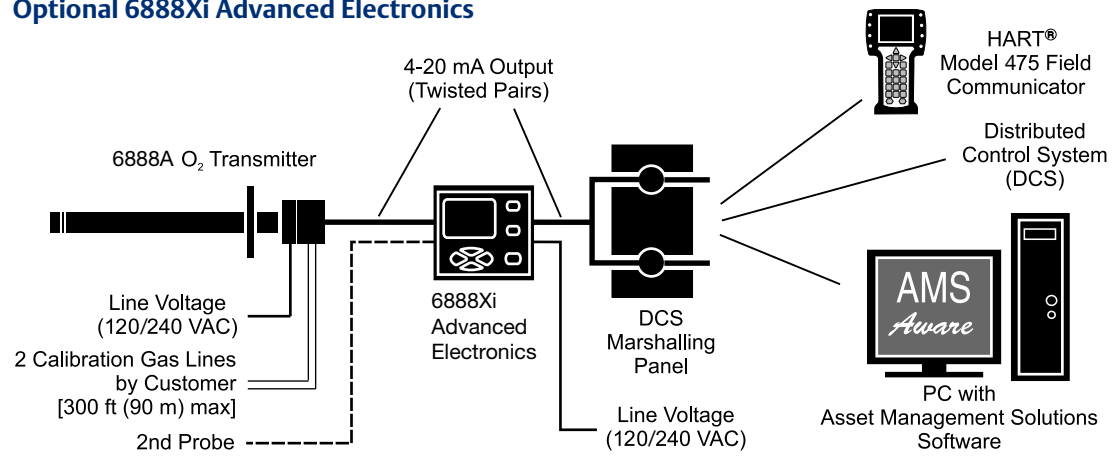 Optional 6888Xi Advanced Electronics
4-20 mA Output
(Twisted Pairs)
HART®
Model 475 Field
Communicator
Distributed
Control System
(DCS)
6888A O₂ Transmitter
Line Voltage
(120/240 VAC)
2 Calibration Gas Lines
by Customer
[300 ft (90 m) max]
2nd Probe
6888Xi
Advanced
Electronics
DCS
Marshalling
Panel
Line Voltage
(120/240 VAC)
AMS
Aware
PC with
Asset Management Solutions
Software